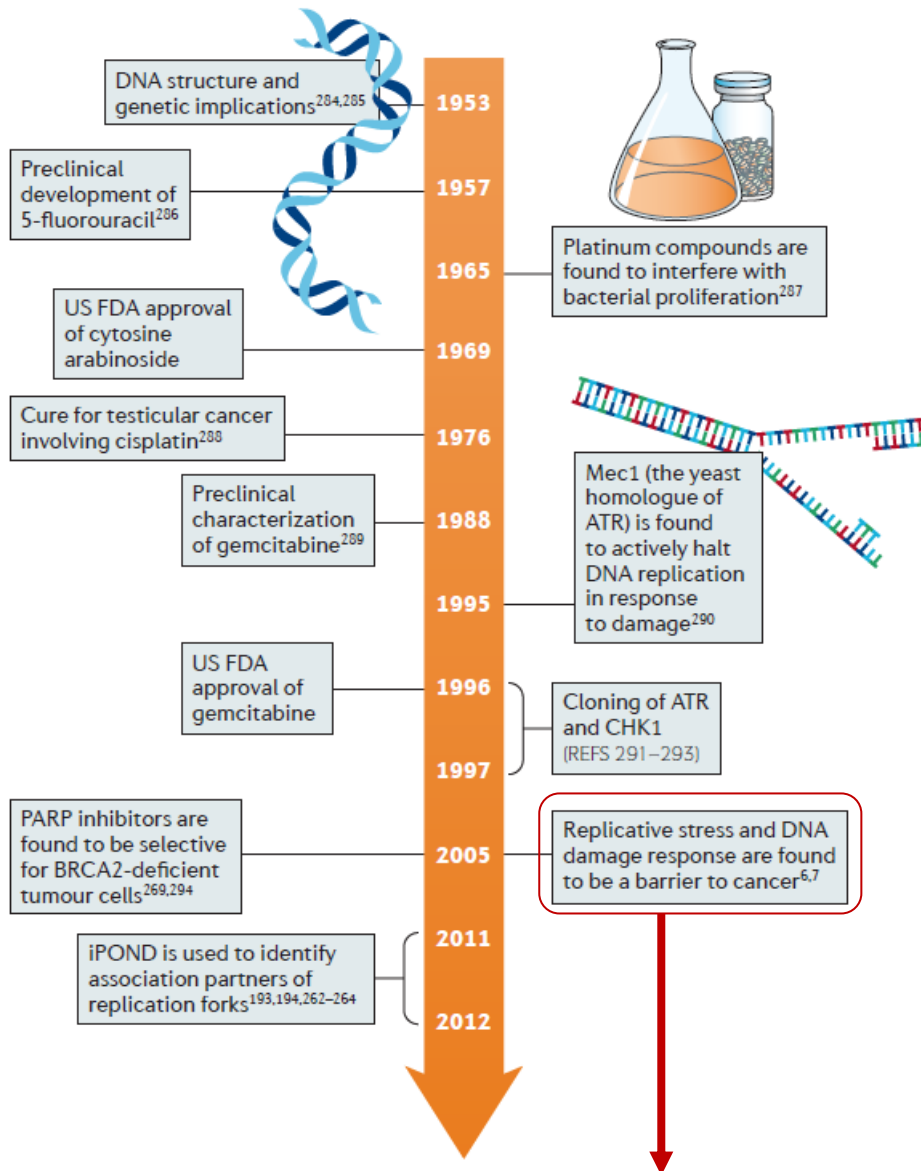 DNA structure and
genetic implications284,285
1953
Preclinical
development of
5-fluorouracil286
1957
Platinum compounds are
found to interfere with
bacterial proliferation287
1965
US FDA approval
of cytosine
arabinoside
1969
Cure for testicular cancer
involving cisplatin288
1976
Preclinical
characterization
of gemcitabine289
1988
Mec1 (the yeast
homologue of
ATR) is found
to actively halt
DNA replication
in response
to damage290
1995
US FDA
approval of
gemcitabine
1996
Cloning of ATR
and CHK1
(REFS 291–293)
1997
PARP inhibitors are
found to be selective
for BRCA2-deficient
tumour cells269,294
2005
Replicative stress and DNA
damage response are found
to be a barrier to cancer6,7
2011
iPOND is used to identify
association partners of
replication forks193,194,262–264
2012